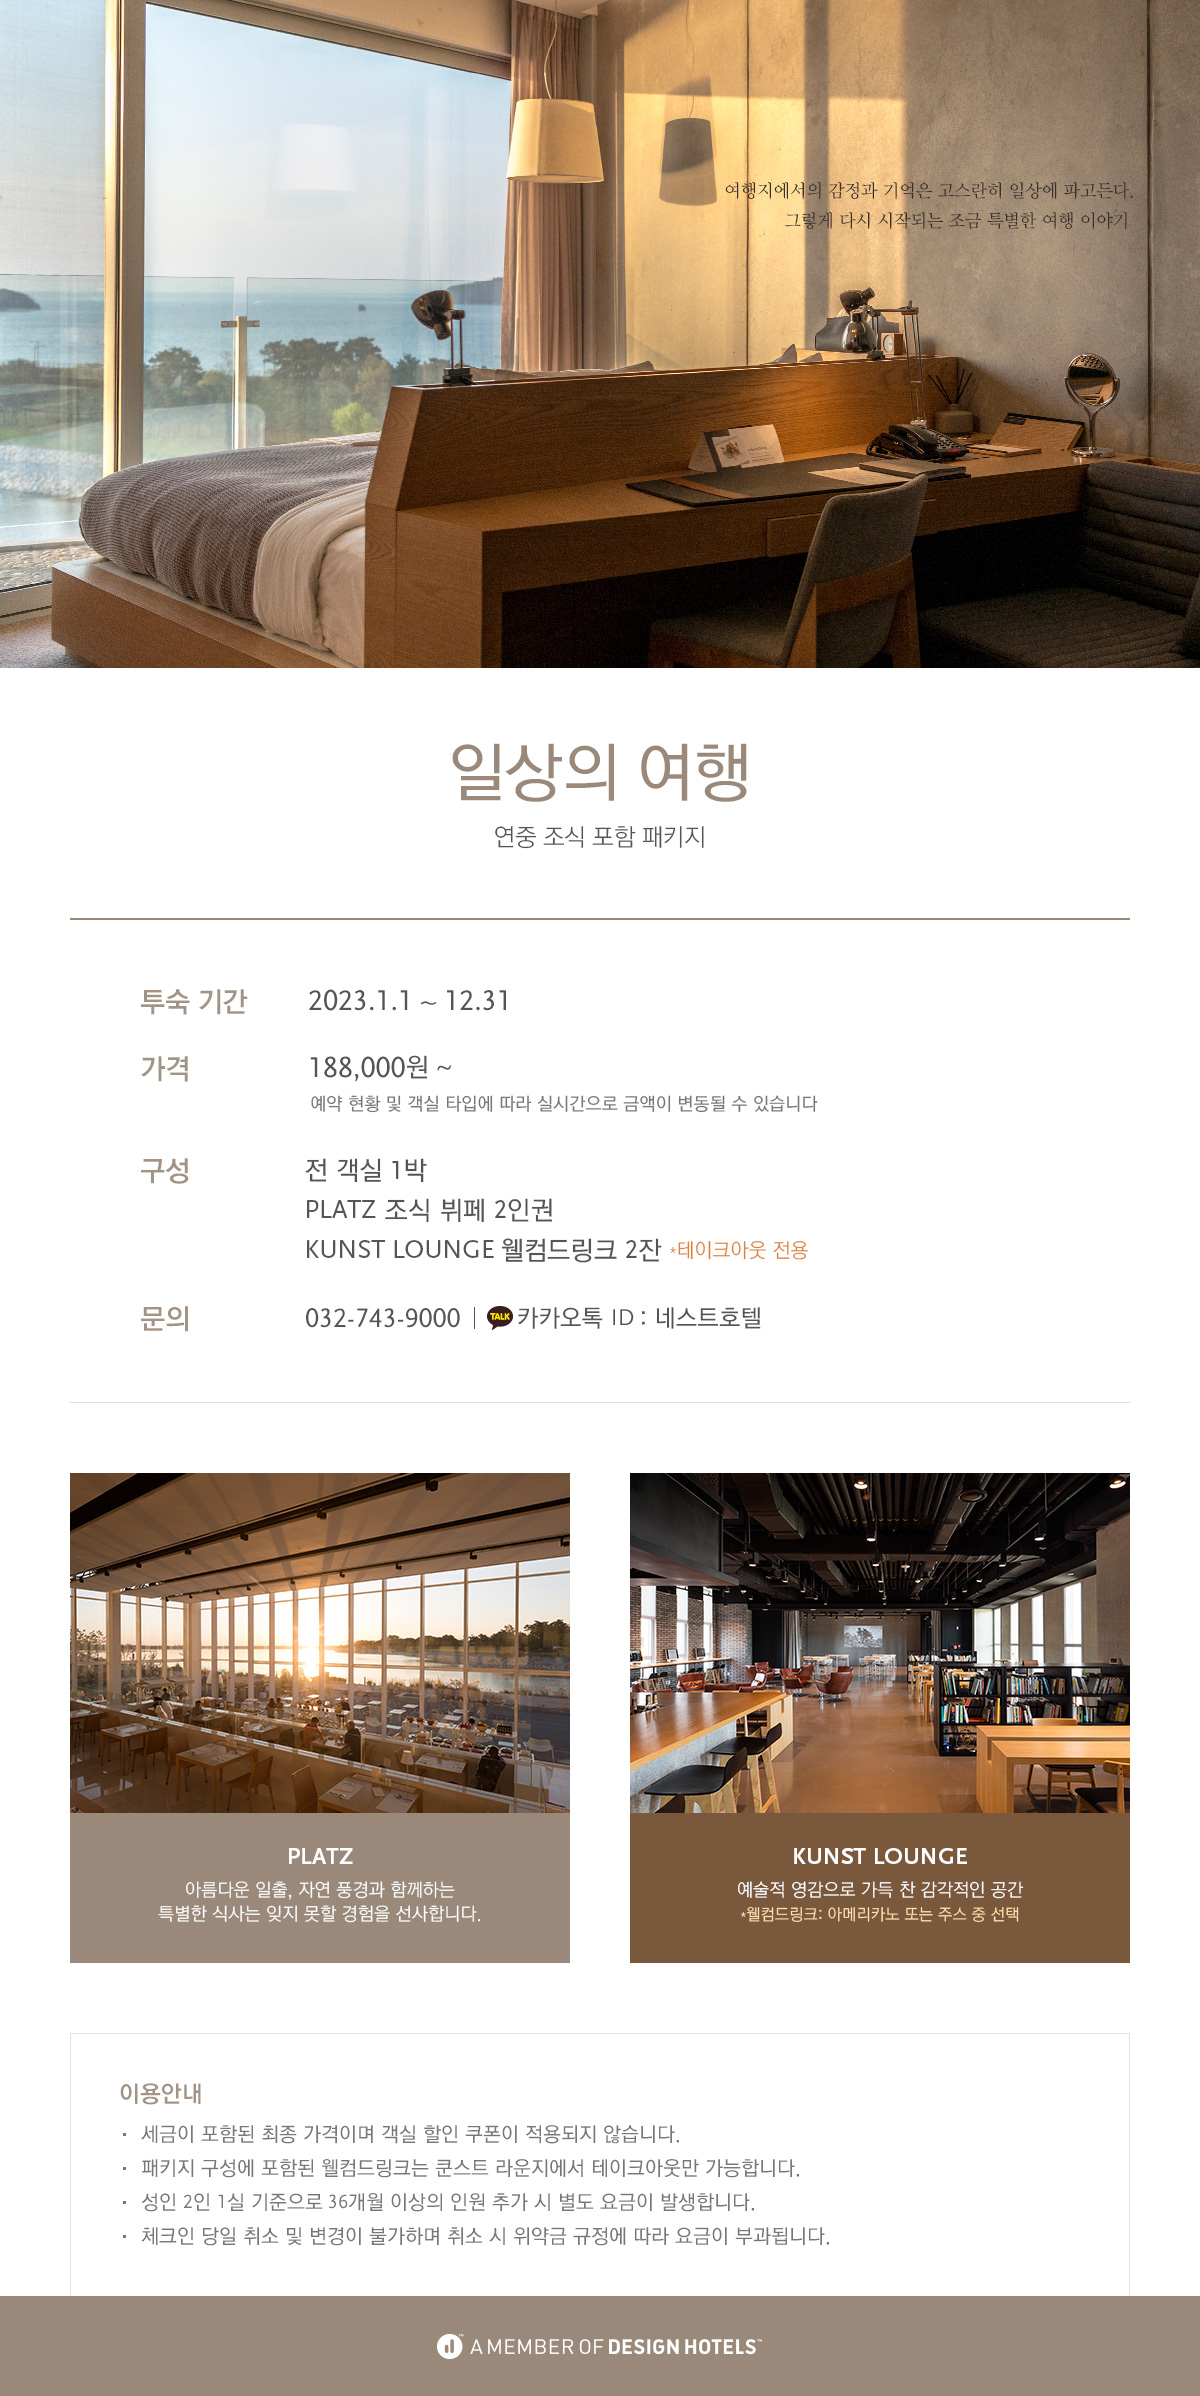 여행지에서의 감정과 기억은 고스란히 일상에 파고든다.
그렇게 다시 시작되는 조금 특별한 여행 이야기
일상의 여행
연중 조식 포함 패키지
투숙 기간 2023.1.1 ~ 12.31
가격 188,000원 ~
예약 현황 및 객실 타입에 따라 실시간으로 금액이 변동될 수 있습니다
구성 전 객실 1박
PLATZ 조식 뷔페 2인권
KUNST LOUNGE 웰컴드링크 2잔 *테이크아웃 전용
문의 032-743-9000 | TALK 카카오톡 ID : 네스트호텔
PLATZ
아름다운 일출, 자연 풍경과 함께하는
특별한 식사는 잊지 못할 경험을 선사합니다.
KUNST LOUNGE
예술적 영감으로 가득 찬 감각적인 공간
*웰컴드링크: 아메리카노 또는 주스 중 선택
이용안내
· 세금이 포함된 최종 가격이며 객실 할인 쿠폰이 적용되지 않습니다.
· 패키지 구성에 포함된 웰컴드링크는 쿤스트 라운지에서 테이크아웃만 가능합니다.
· 성인 2인 1실 기준으로 36개월 이상의 인원 추가 시 별도 요금이 발생합니다.
· 체크인 당일 취소 및 변경이 불가하며 취소 시 위약금 규정에 따라 요금이 부과됩니다.
A MEMBER OF DESIGN HOTELS™